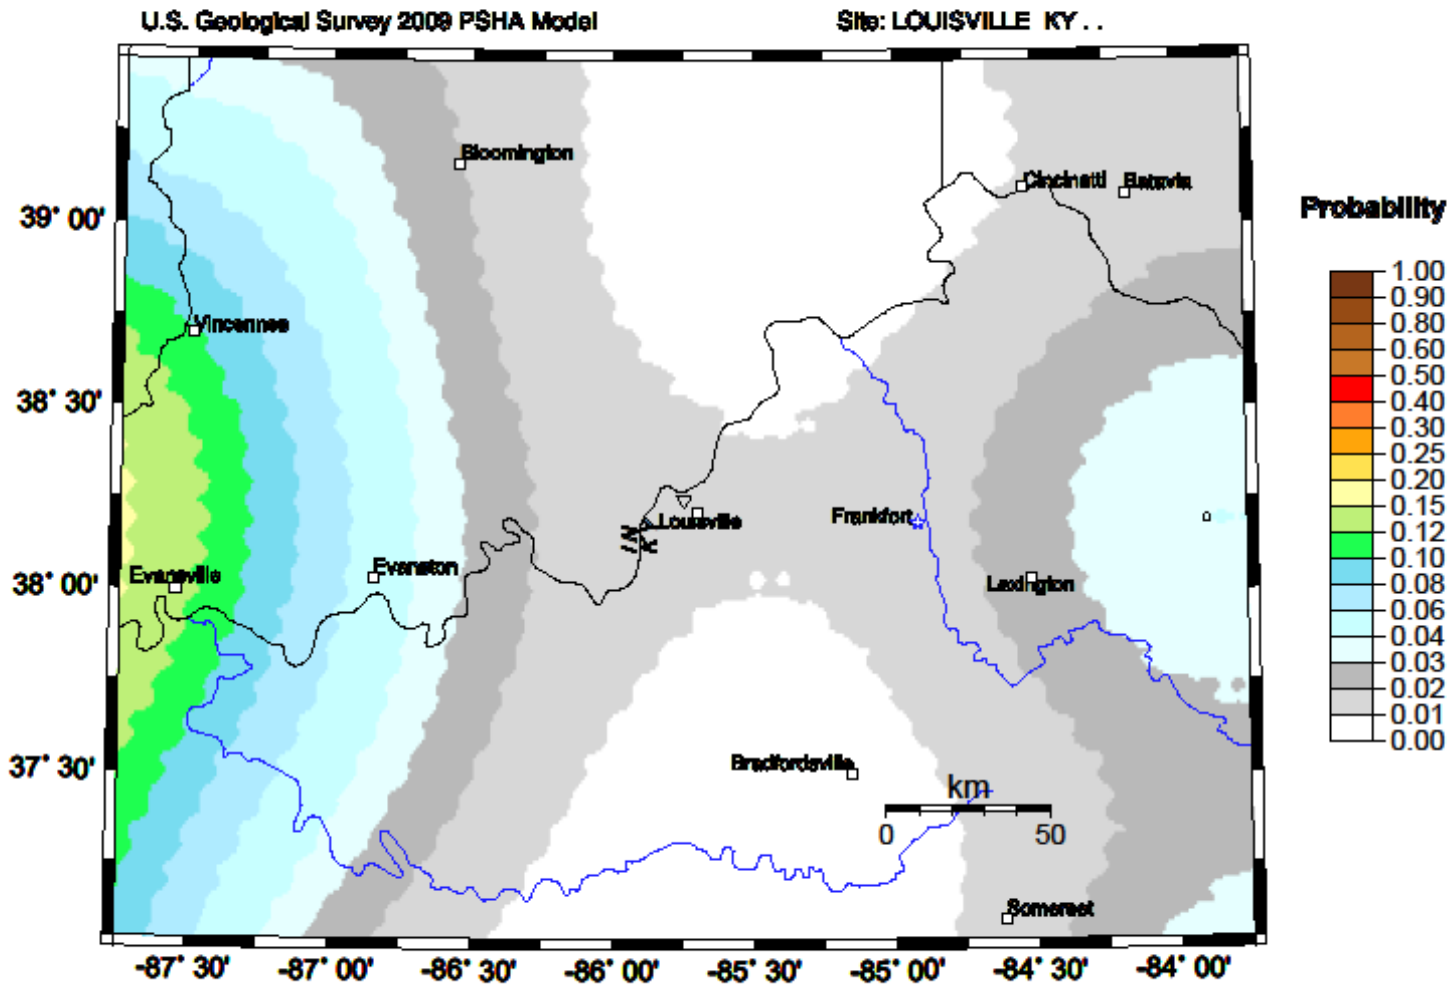 U.S. Geological Survey 2009 PSHA Model
Site: LOUISVILLE KY . .
Bloomington
Cincinatti
Batavia
39° 00'
Probability
1.00
0.90
0.80
0.60
0.50
0.40
0.30
0.25
0.20
0.15
0.12
0.10
0.08
0.06
0.04
0.03
0.02
0.01
0.00
Vincennes
38° 30'
Louisville
Frankfort
IN
K
Evanston
Evansville
38° 00'
Lexington
37° 30'
Bradfordsville
km
0
50
Somerset
-87° 30'
-87° 00'
-86° 30'
-86° 00'
-85° 30'
-85° 00'
-84° 30'
-84° 00'